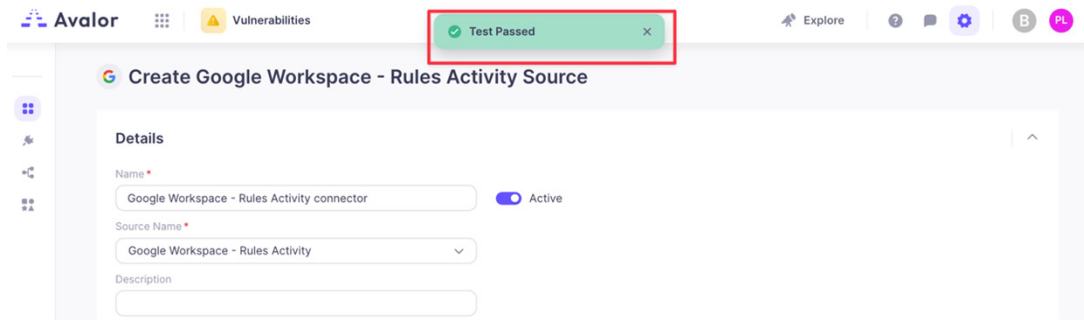 Avalor
Vulnerabilities
Test Passed
Explore
B
PL
Create Google Workspace - Rules Activity Source
Details
Name *
Google Workspace - Rules Activity connector
Active
Source Name *
Google Workspace - Rules Activity
Description